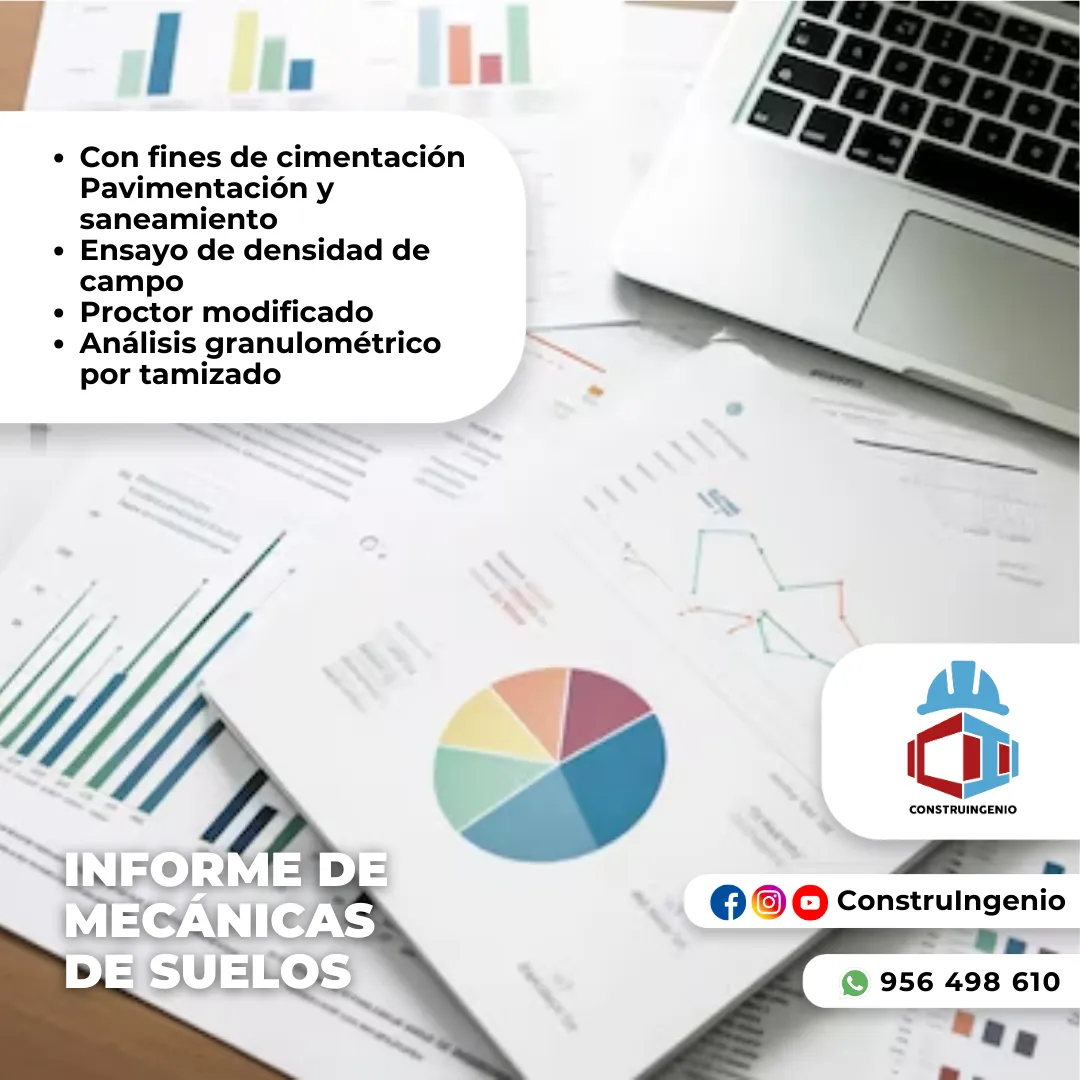 • Con fines de cimentación
Pavimentación y
saneamiento
• Ensayo de densidad de
campo
• Proctor modificado
• Análisis granulométrico
por tamizado
CONSTRUINGENIO
INFORME DE
MECÁNICAS
DE SUELOS
ConstruIngenio
956 498 610